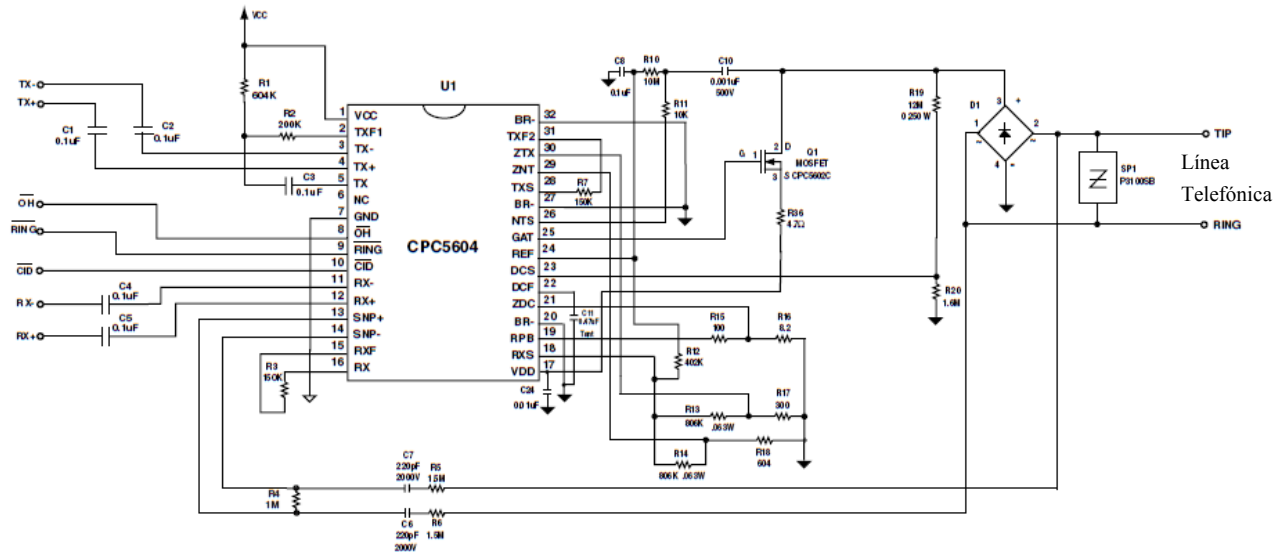 VCC
TX-
TX+
C1
0.1uF
C2
0.1uF
R1
604K
R2
200K
C3
0.1uF
OH
RING
CID
RX-
RX+
C4
0.1uF
C5
0.1uF
R3
150K
U1
CPC5604
1 VCC
2 TXF1
3 TX-
4 TX+
5 TX
6 NC
7 GND
8 OH
9 RING
10 CID
11 RX-
12 RX+
13 SNP+
14 SNP-
15 RXF
16 RX
BR- 32
TXF2 31
ZTX 30
ZNT 29
TXS 28
BR- 27
NTS 26
GAT 25
REF 24
DCS 23
DCF 22
ZDC 21
BR- 20
RPB 19
RXS 18
VDD 17
C8
0.1uF
R10
10M
C10
0.001uF
500V
R11
10K
R7
150K
G 1
2 D
3
S
Q1
MOSFET
CPC5602C
R36
4.7Ω
R19
12M
0.250 W
R20
1.6M
D1
3 +
1 ~
2 ~
4 -
SP1
P3100SB
TIP
Línea
Telefónica
RING
C11
Tant
C24
0.01uF
R12
402K
R15
100
R16
8.2
R13
806K .063W
R17
300
R14
806K .063W
R18
604
R4
1M
C7
220pF
2000V
R5
1.5M
C6
220pF
2000V
R6
1.5M